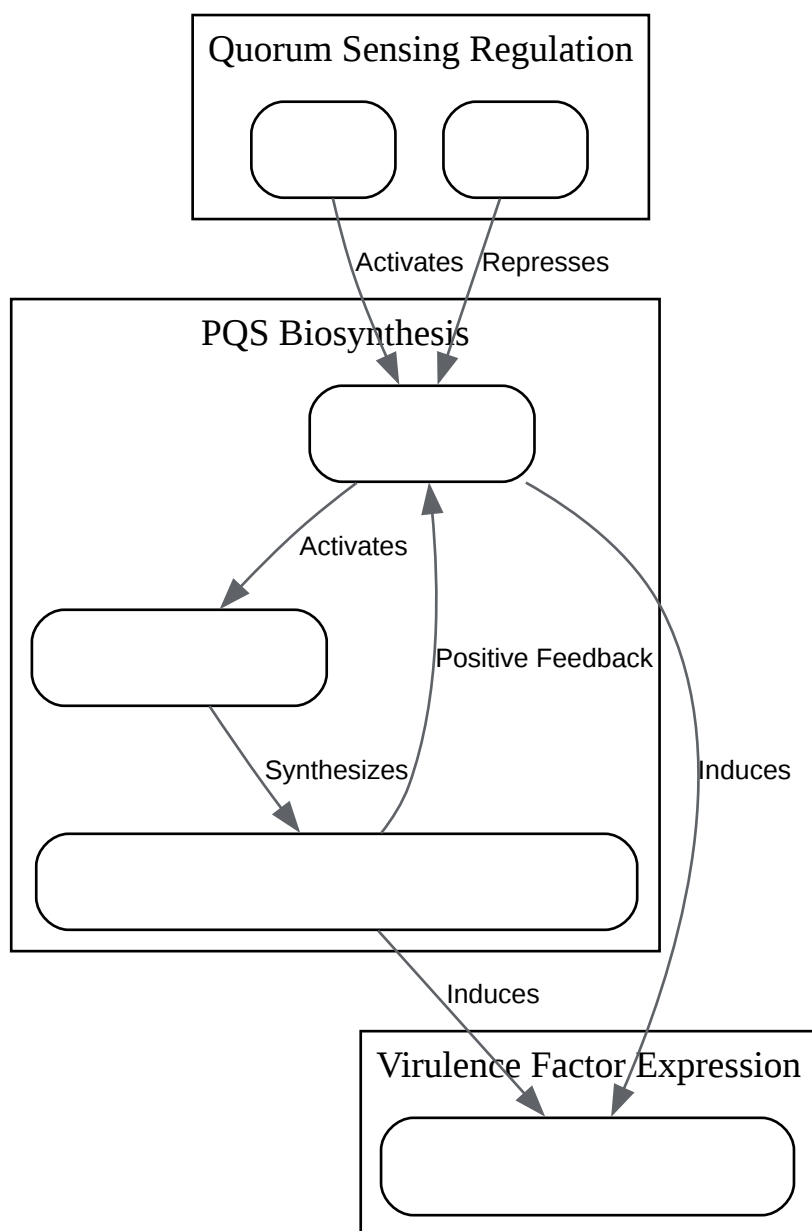 Quorum Sensing Regulation
Activates
Represses
PQS Biosynthesis
Activates
Positive Feedback
Synthesizes
Induces
Induces
Virulence Factor Expression